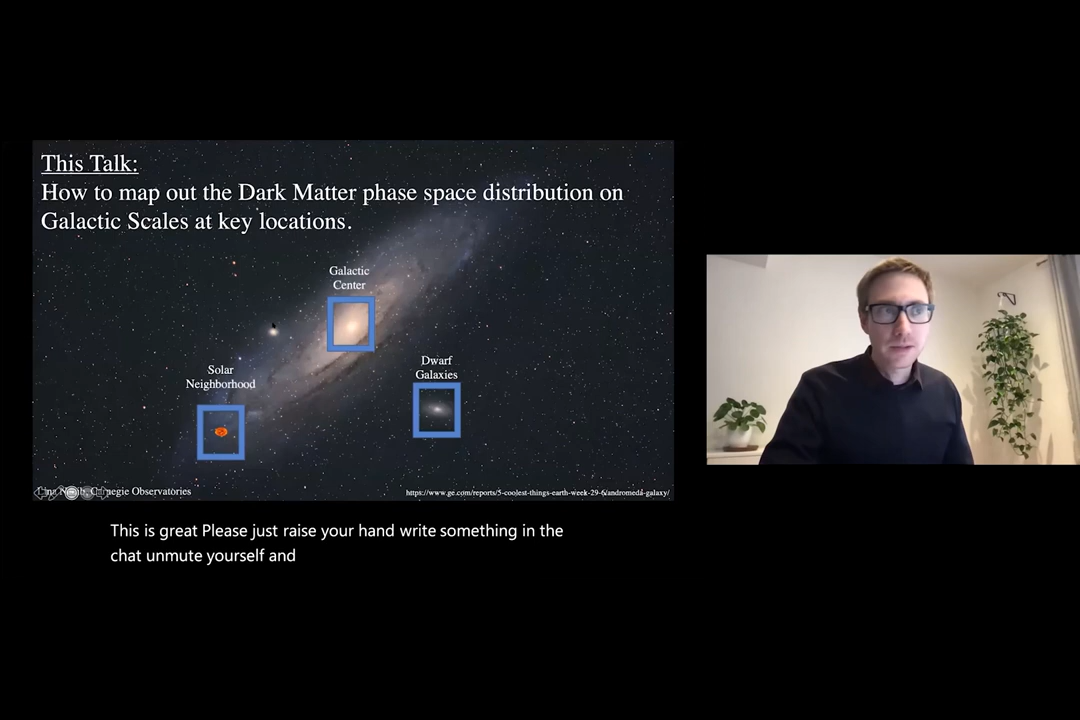 This Talk:
How to map out the Dark Matter phase space distribution on
Galactic Scales at key locations.
Galactic
Center
Solar
Neighborhood
Dwarf
Galaxies
Carnegie Observatories
https://www.ge.com/reports/5-coolest-things-earth-week-29-6/andromeda-galaxy/
This is great Please just raise your hand write something in the
chat unmute yourself and